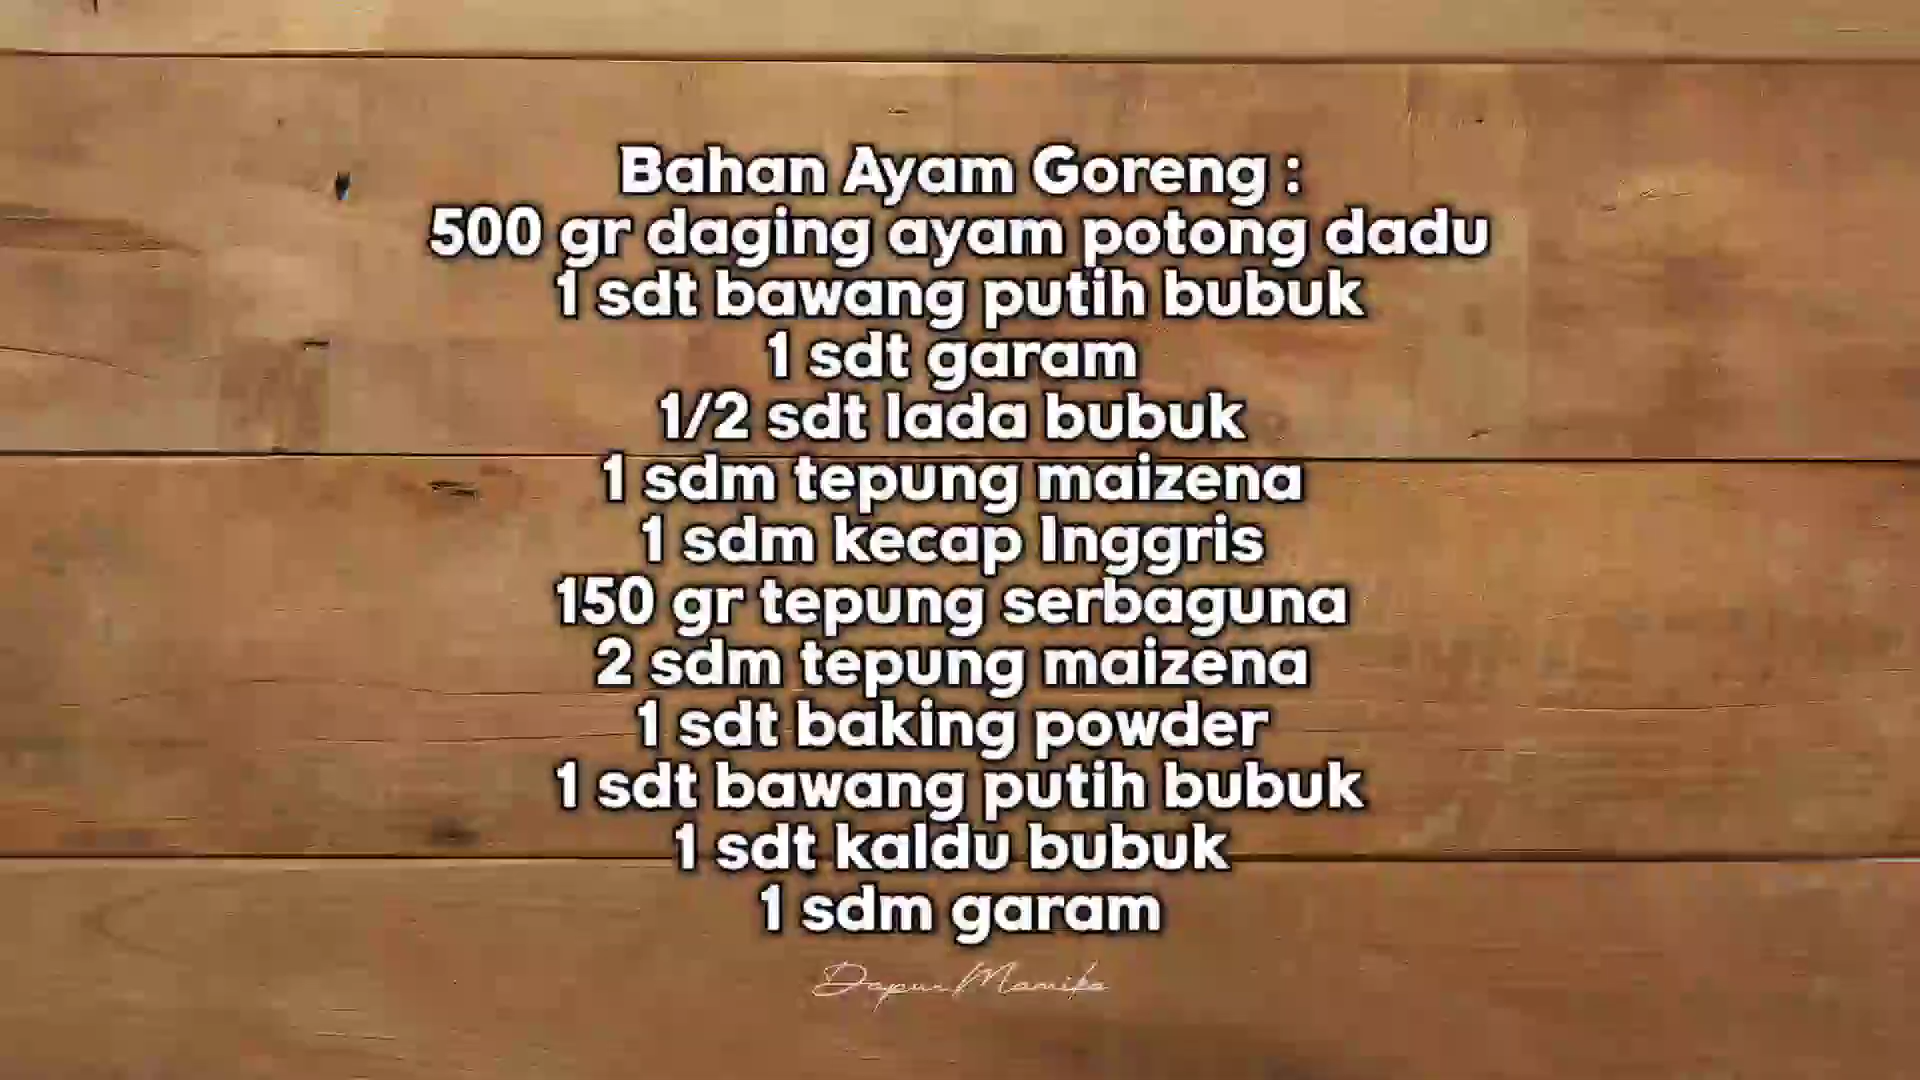 Bahan Ayam Goreng :
500 gr daging ayam potong dadu
1 sdt bawang putih bubuk
1 sdt garam
1/2 sdt lada bubuk
1 sdm tepung maizena
1 sdm kecap Inggris
150 gr tepung serbaguna
2 sdm tepung maizena
1 sdt baking powder
1 sdt bawang putih bubuk
1 sdt kaldu bubuk
1 sdm garam
Dapur Mamika